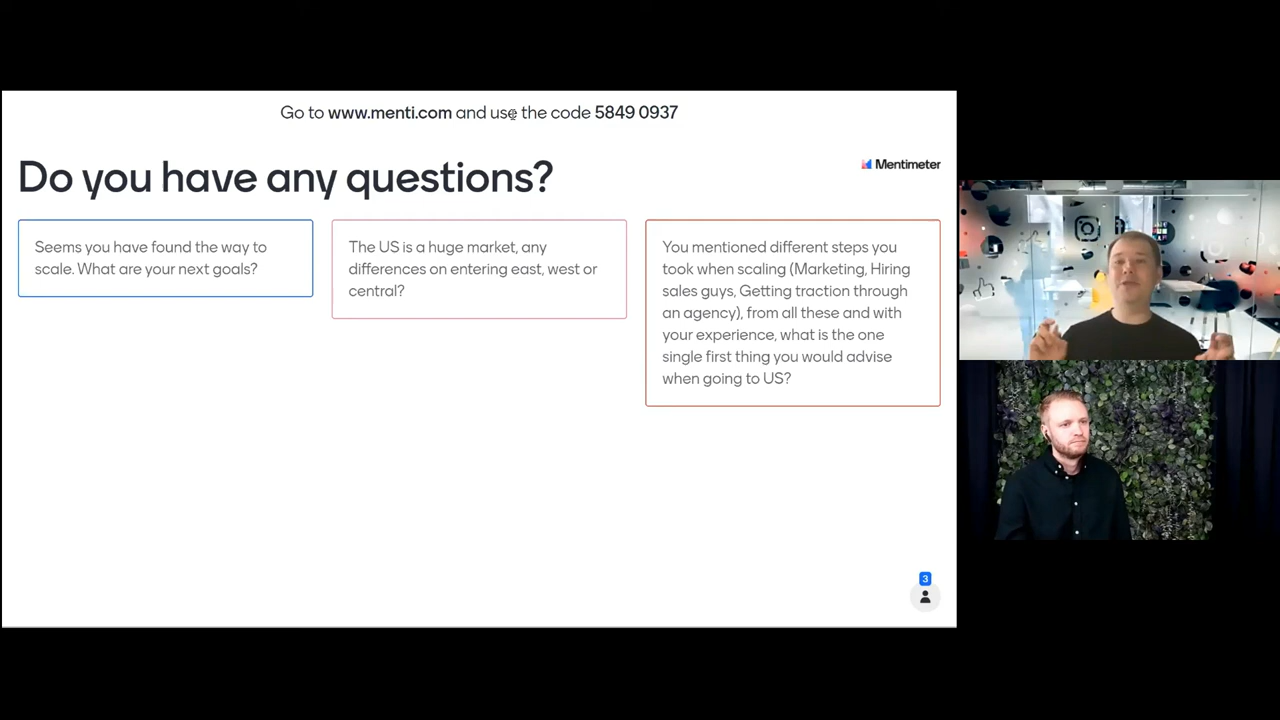 Go to www.menti.com and use the code 5849 0937
Do you have any questions?
Mentimeter
Seems you have found the way to
scale. What are your next goals?
The US is a huge market, any
differences on entering east, west or
central?
You mentioned different steps you
took when scaling (Marketing, Hiring
sales guys, Getting traction through
an agency), from all these and with
your experience, what is the one
single first thing you would advise
when going to US?
3